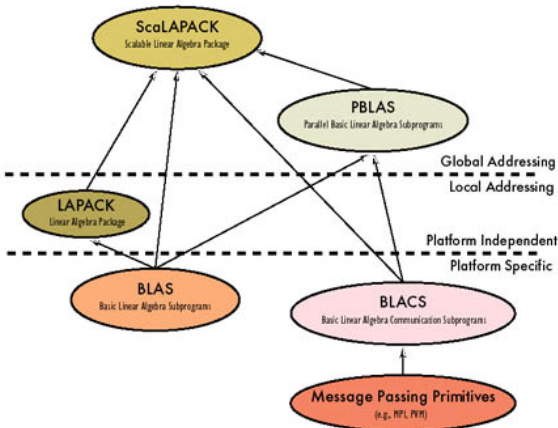 ScaLAPACK
Scalable Linear Algebra Package
PBLAS
Parallel Basic Linear Algebra Subprograms
Global Addressing
Local Addressing
LAPACK
Linear Algebra Package
Platform Independent
Platform Specific
BLAS
Basic Linear Algebra Subprograms
BLACS
Basic Linear Algebra Communication Subprograms
Message Passing Primitives
(e.g., MPI, PVM)